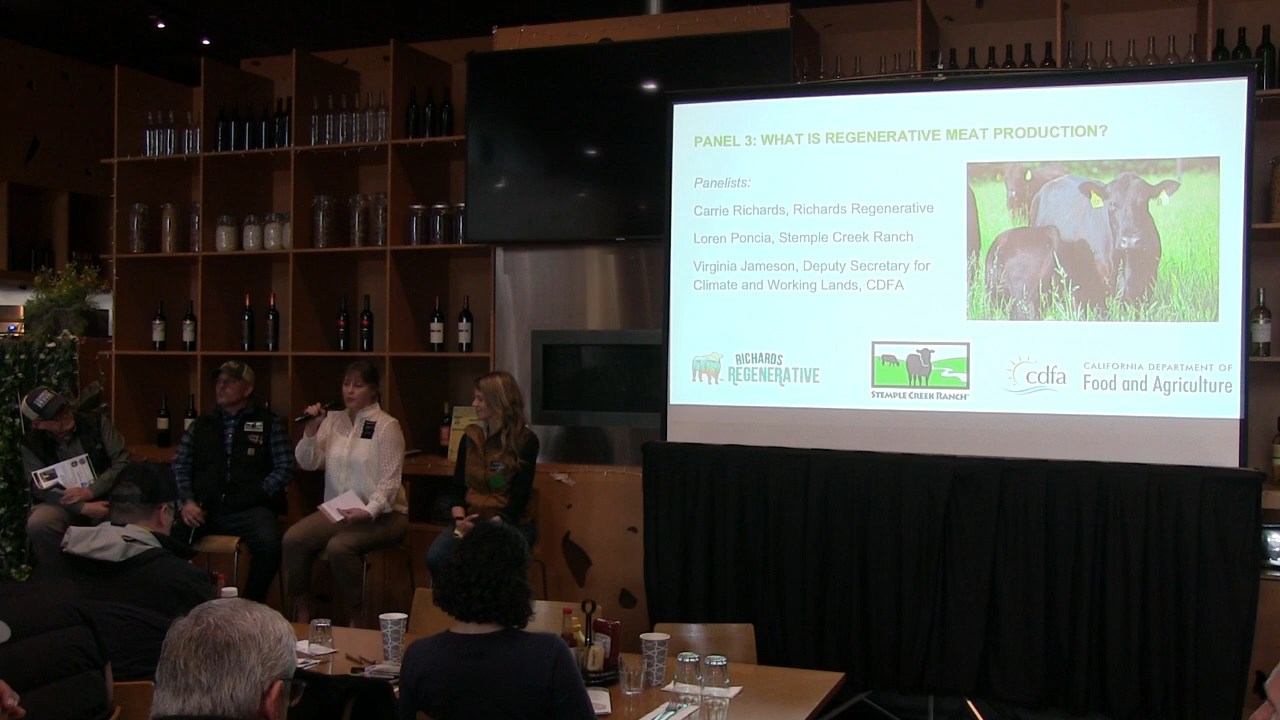 PANEL 3: WHAT IS REGENERATIVE MEAT PRODUCTION?
Panelists:
Carrie Richards, Richards Regenerative
Loren Poncia, Stemple Creek Ranch
Virginia Jameson, Deputy Secretary for
Climate and Working Lands, CDFA
RICHARDS
REGENERATIVE
STEMPLE CREEK RANCH
cdfa
CALIFORNIA DEPARTMENT OF
Food and Agriculture